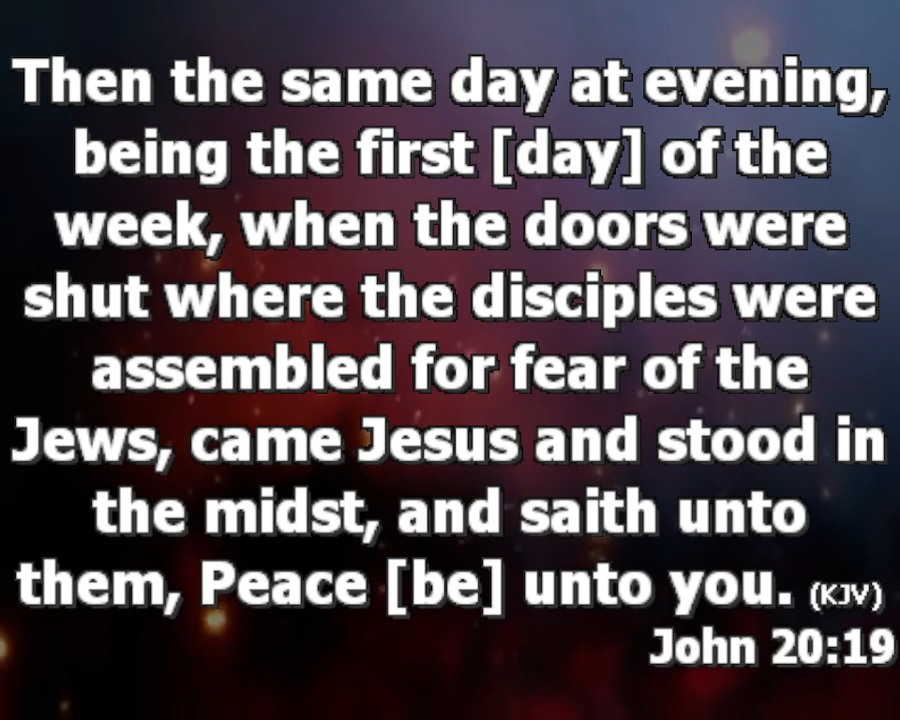 Then the same day at evening,
being the first [day] of the
week, when the doors were
shut where the disciples were
assembled for fear of the
Jews, came Jesus and stood in
the midst, and saith unto
them, Peace [be] unto you. (KJV)
John 20:19